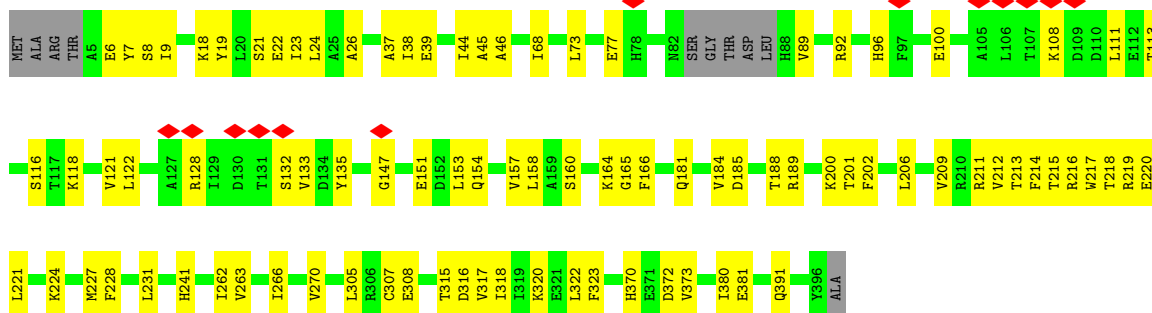 MET ALA ARG THR A5 E6 Y7 S8 I9 K18 Y19 L20 S21 E22 I23 L24 A25 A26 A37 I38 E39 I44 A45 A46 I68 L73 E77 H78 N82 SER GLY THR ASP LEU H88 V89 R92 H96 F97 E100 A105 L106 T107 K108 D109 D110 L111 E112 T113
S116 T117 K118 V121 L122 A127 R128 I129 D130 T131 S132 V133 D134 Y135 G147 E151 D152 L153 Q154 V157 L158 A159 S160 K164 G165 F166 Q181 V184 D185 T188 R189 K200 T201 F202 L206 V209 R210 R211 V212 T213 F214 T215 R216 W217 T218 R219 E220
L221 K224 M227 F228 L231 H241 I262 V263 I266 V270 L305 R306 C307 E308 T315 D316 V317 I318 I319 K320 E321 L322 F323 H370 E371 D372 V373 I380 E381 Q391 Y396 ALA